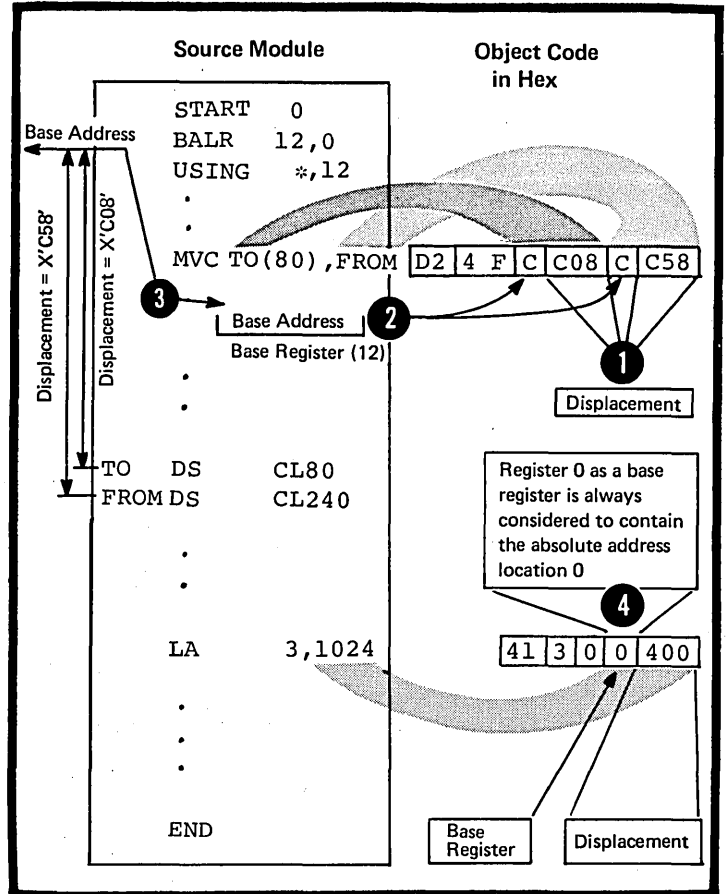 Source Module
Object Code
in Hex
START 0
Base Address
BALR 12,0
USING *,12
Displacement = X'C58'
Displacement = X'C08'
MVC TO(80),FROM D2 4 F C C08 C C58
3
2
Base Address
Base Register (12)
1
Displacement
TO DS CL80
FROM DS CL240
Register 0 as a base
register is always
considered to contain
the absolute address
location 0
4
LA 3,1024 41 3 0 0 400
END
Base
Register
Displacement